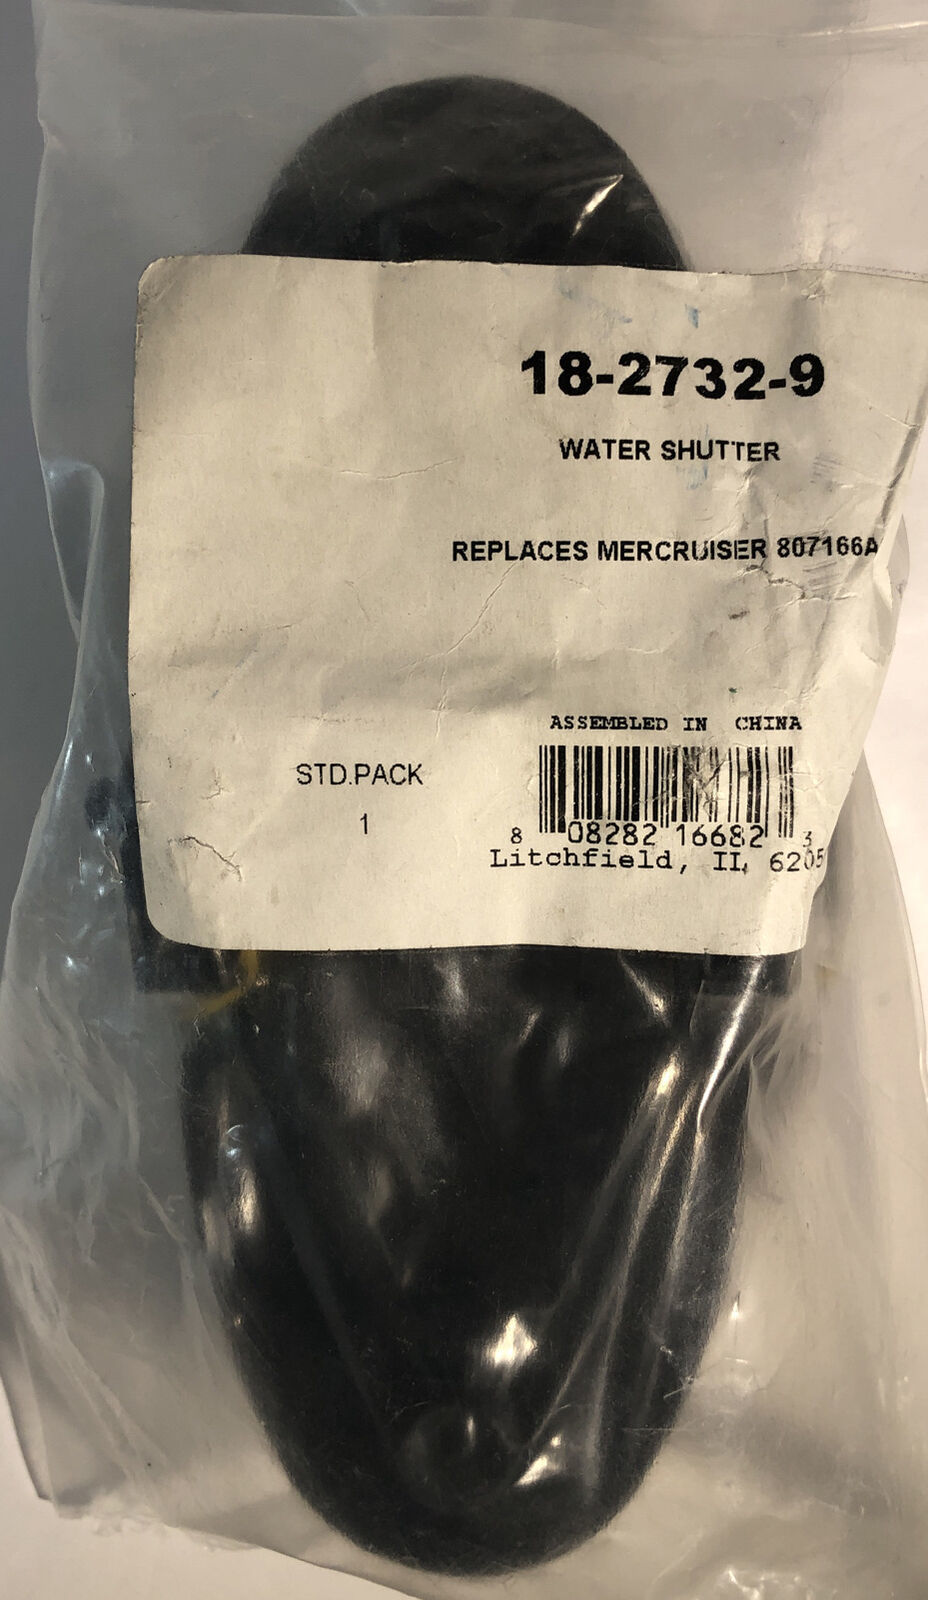 18-2732-9
WATER SHUTTER
REPLACES MERCRUISER 807166A
ASSEMBLED IN CHINA
STD.PACK
1
8 08282 16682 3
Litchfield, IL 6205